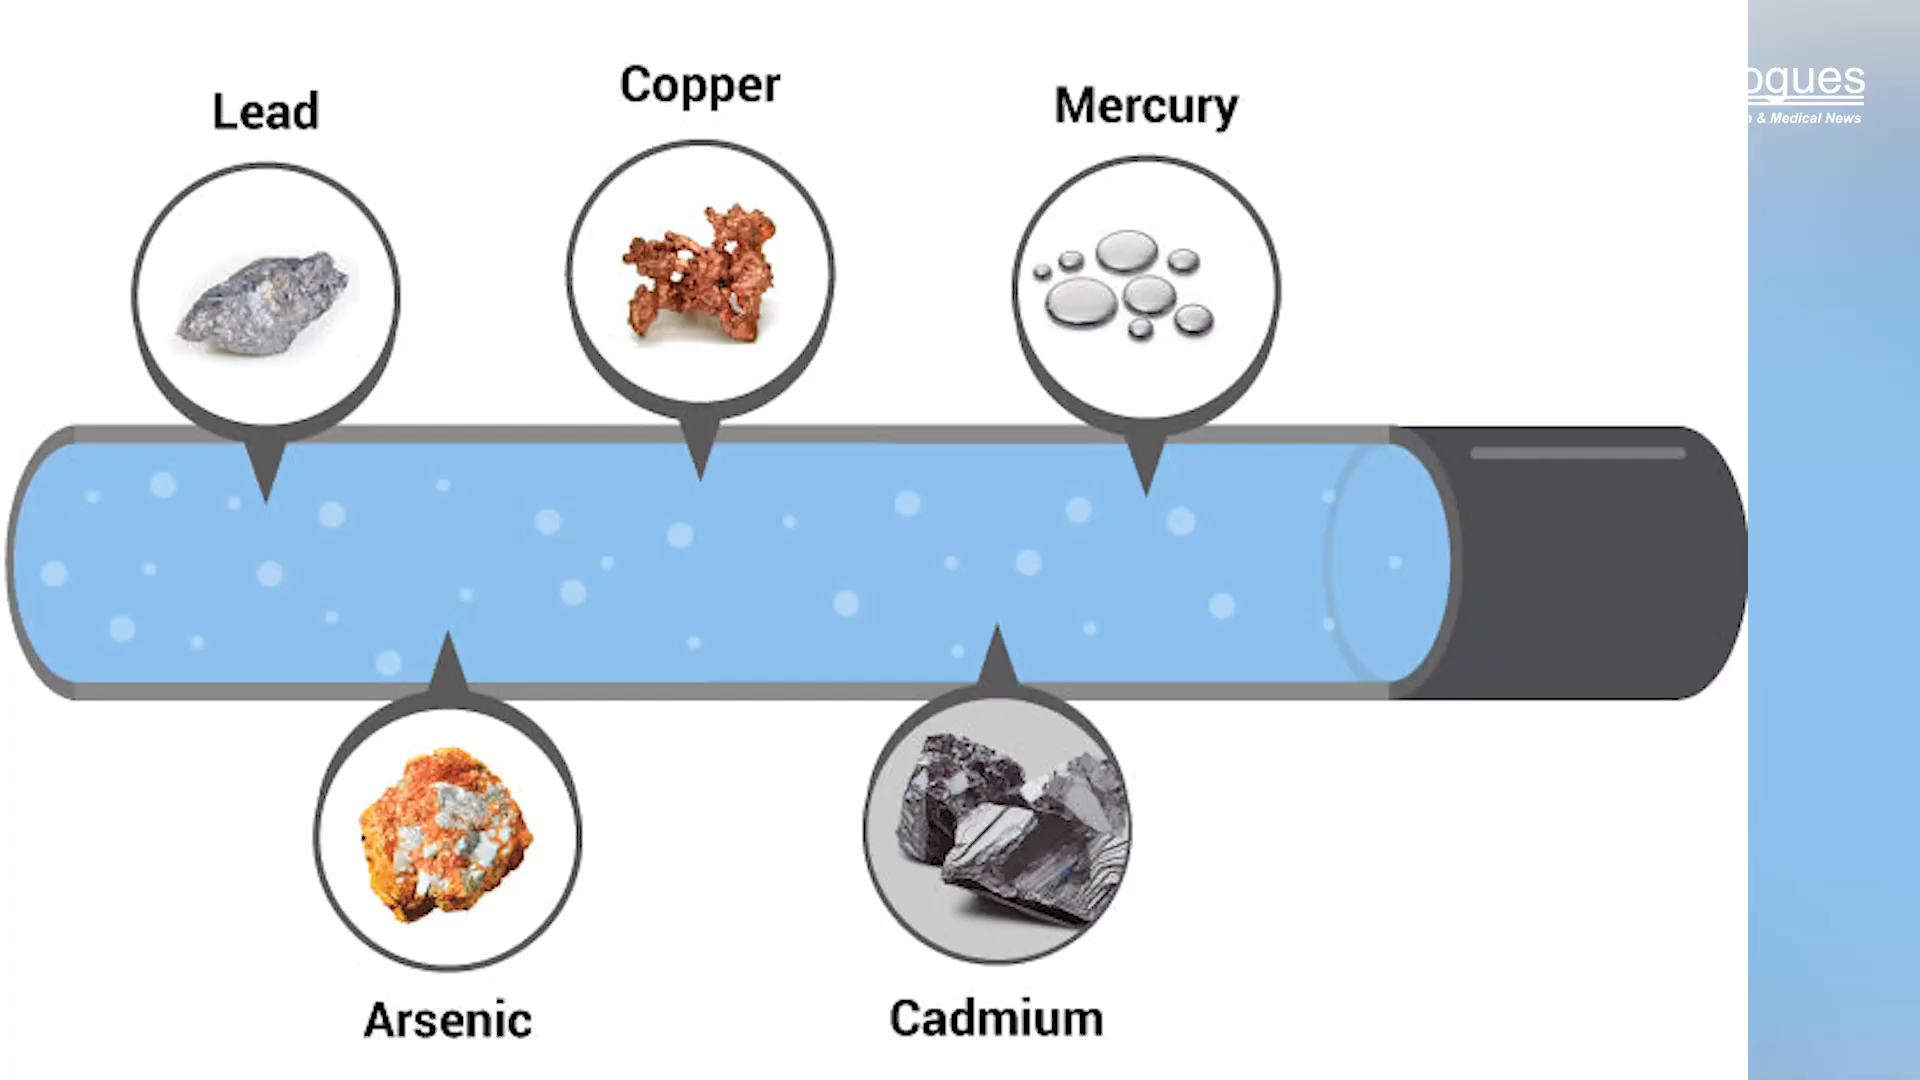 Lead
Copper
Mercury
ogues
& Medical News
Arsenic
Cadmium